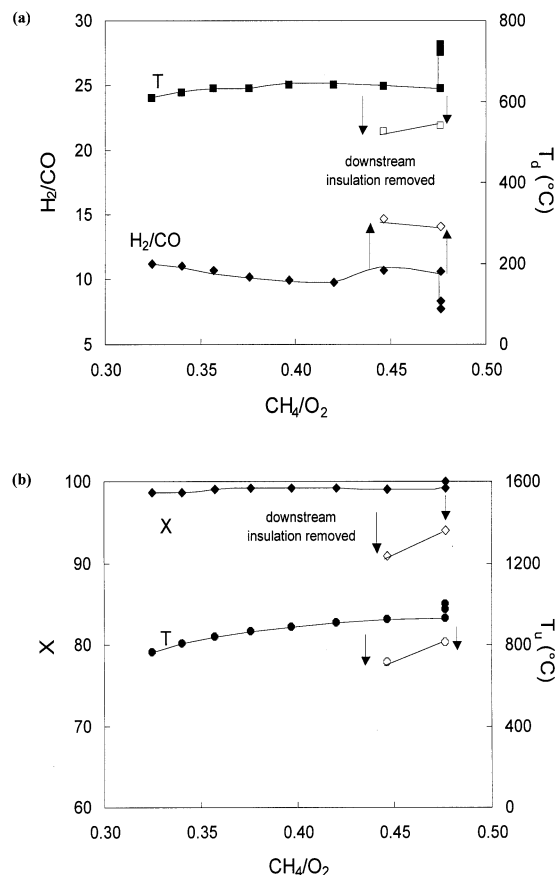 (a)
30
25
20
15
10
5
H₂/CO
T
H₂/CO
downstream
insulation removed
800
600
400
200
0
T_d (°C)
0.30
0.35
0.40
0.45
0.50
CH₄/O₂
(b)
100
90
80
70
60
X
X
T
downstream
insulation removed
1600
1200
800
400
0
T_u (°C)
0.30
0.35
0.40
0.45
0.50
CH₄/O₂